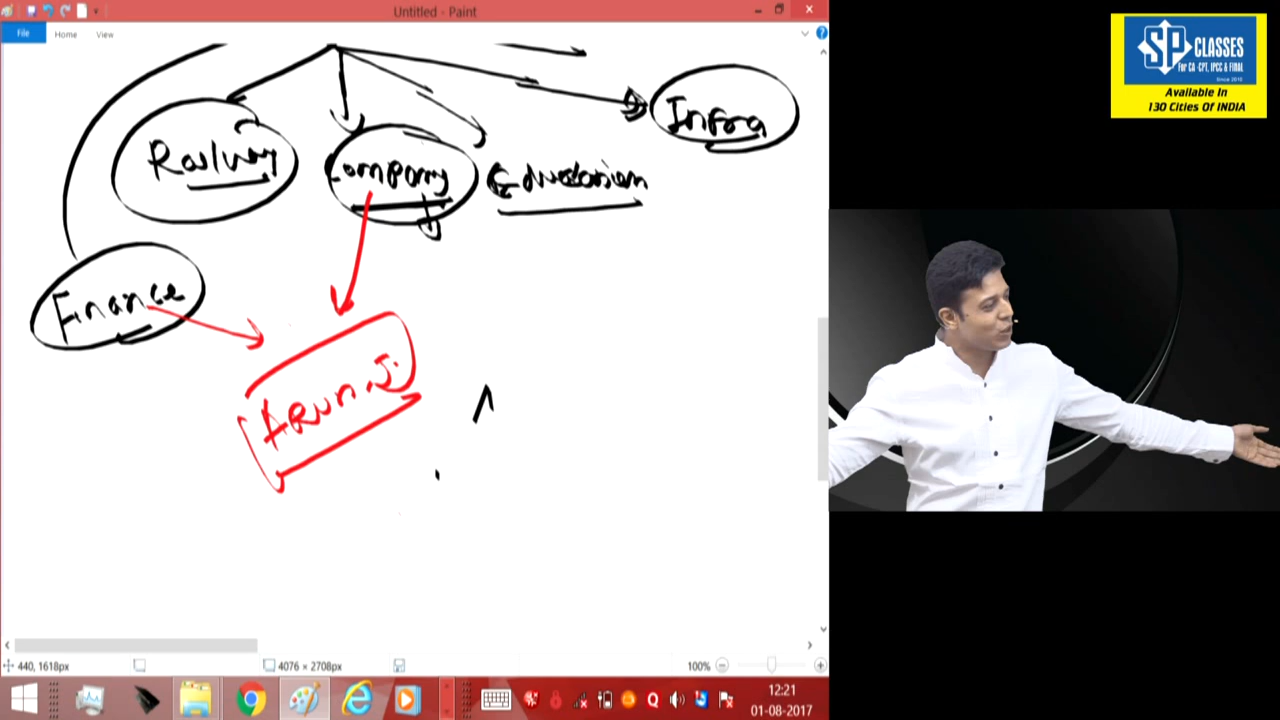 Untitled - Paint
File Home View
Infra
Railway Company Education
Finance
Arun.J.
440, 1618px 4076 × 2708px 100%
12:21
01-08-2017
SP CLASSES
For CA -CPT, IPCC & FINAL
Since 2010
Available In
130 Cities Of INDIA